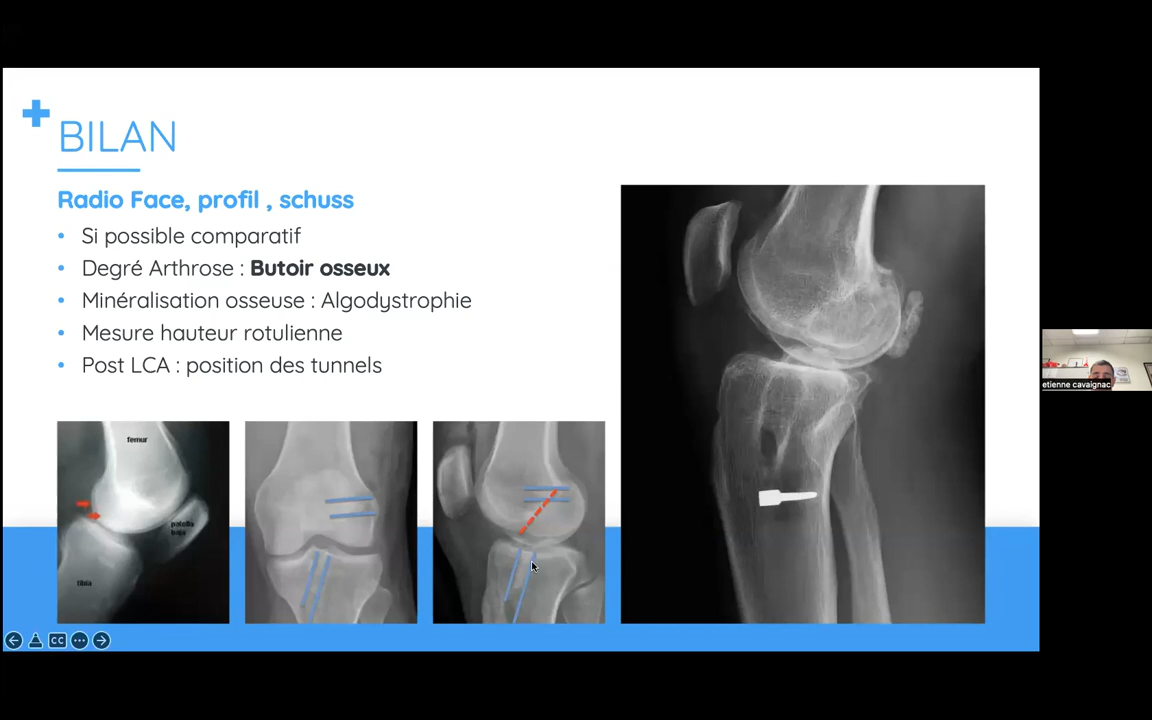 BILAN
Radio Face, profil , schuss
• Si possible comparatif
• Degré Arthrose : Butoir osseux
• Minéralisation osseuse : Algodystrophie
• Mesure hauteur rotulienne
• Post LCA : position des tunnels
femur
patella
baja
tibia
etienne cavaignac
CC